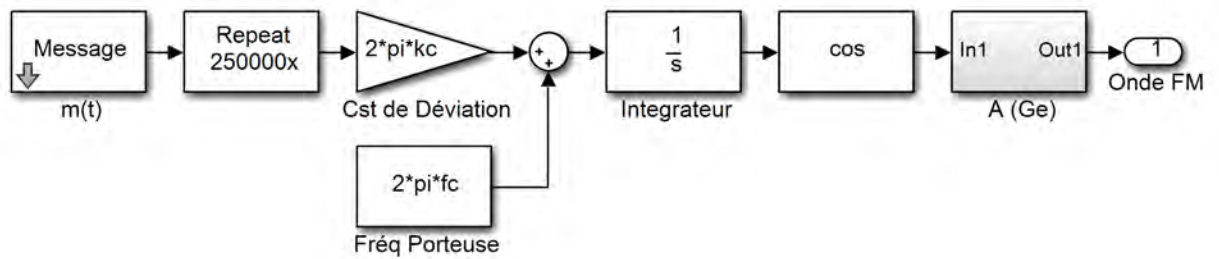 Message
m(t)
Repeat
250000x
2*pi*kc
Cst de Déviation
+
+
2*pi*fc
Fréq Porteuse
1
s
Integrateur
cos
In1
Out1
A (Ge)
1
Onde FM